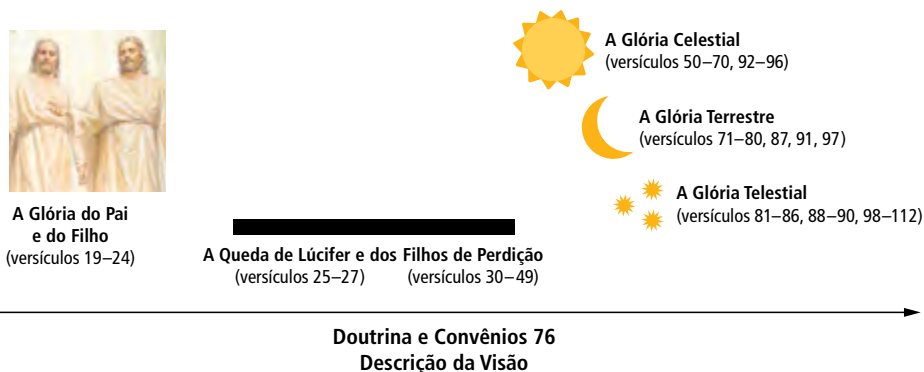 A Glória do Pai
e do Filho
(versículos 19–24)
A Queda de Lúcifer e dos Filhos de Perdição
(versículos 25–27) (versículos 30–49)
A Glória Celestial
(versículos 50–70, 92–96)
A Glória Terrestre
(versículos 71–80, 87, 91, 97)
A Glória Telestial
(versículos 81–86, 88–90, 98–112)
Doutrina e Convênios 76
Descrição da Visão